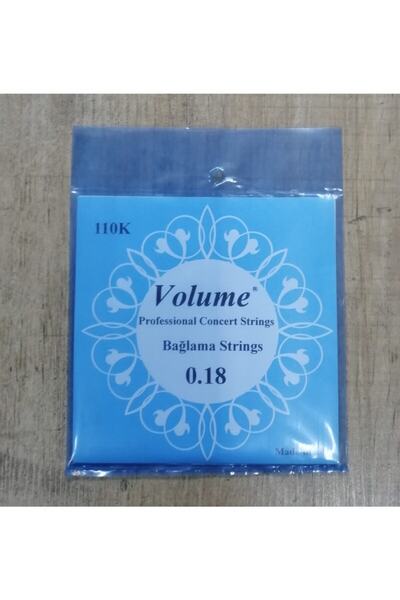 110K
Volume®
Professional Concert Strings
Bağlama Strings
0.18